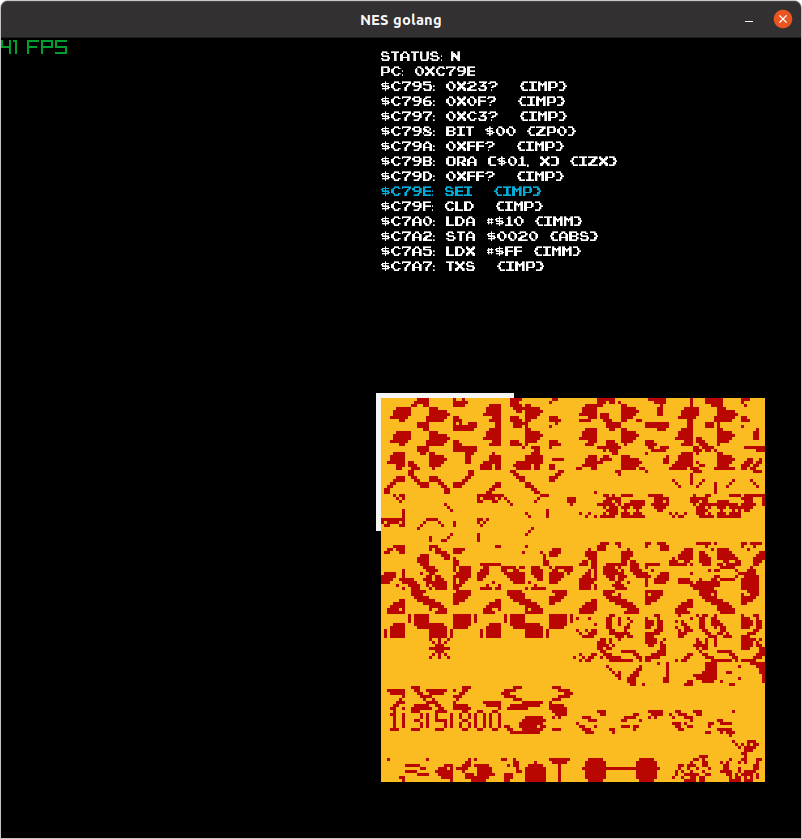 NES golang
41 FPS
STATUS: N
PC: 0XC79E
$C795: 0X23? {IMP}
$C796: 0X0F? {IMP}
$C797: 0XC3? {IMP}
$C798: BIT $00 {ZP0}
$C79A: 0XFF? {IMP}
$C79B: ORA ($01, X) {IZX}
$C79D: 0XFF? {IMP}
$C79E: SEI {IMP}
$C79F: CLD {IMP}
$C7A0: LDA #$10 {IMM}
$C7A2: STA $0020 {ABS}
$C7A5: LDX #$FF {IMM}
$C7A7: TXS {IMP}